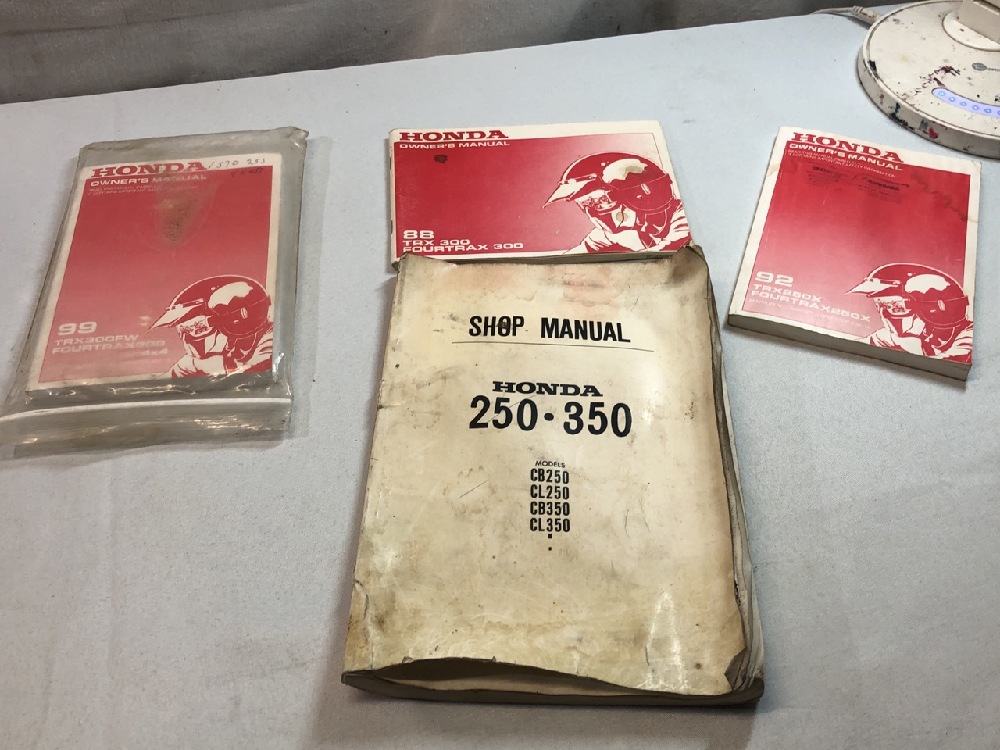 HONDA
OWNER'S MANUAL
99
TRX300FW
FOURTRAX300
4x4
HONDA
OWNER'S MANUAL
88
TRX 300
FOURTRAX 300
HONDA
OWNER'S MANUAL
92
TRX250X
FOURTRAX250X
SHOP MANUAL
HONDA
250・350
MODELS
CB250
CL250
CB350
CL350